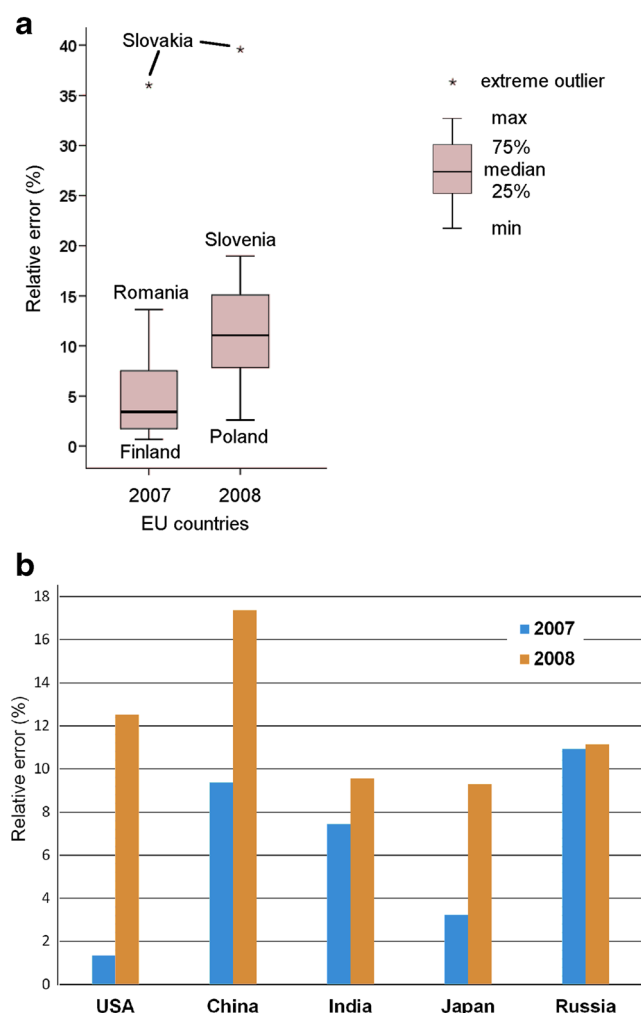 a
Slovakia
40
35
30
25
20
15
10
5
0
Relative error (%)
Slovenia
Romania
Finland
Poland
2007 2008
EU countries
* extreme outlier
max
75%
median
25%
min
b
18
16
14
12
10
8
6
4
2
0
Relative error (%)
2007
2008
USA China India Japan Russia